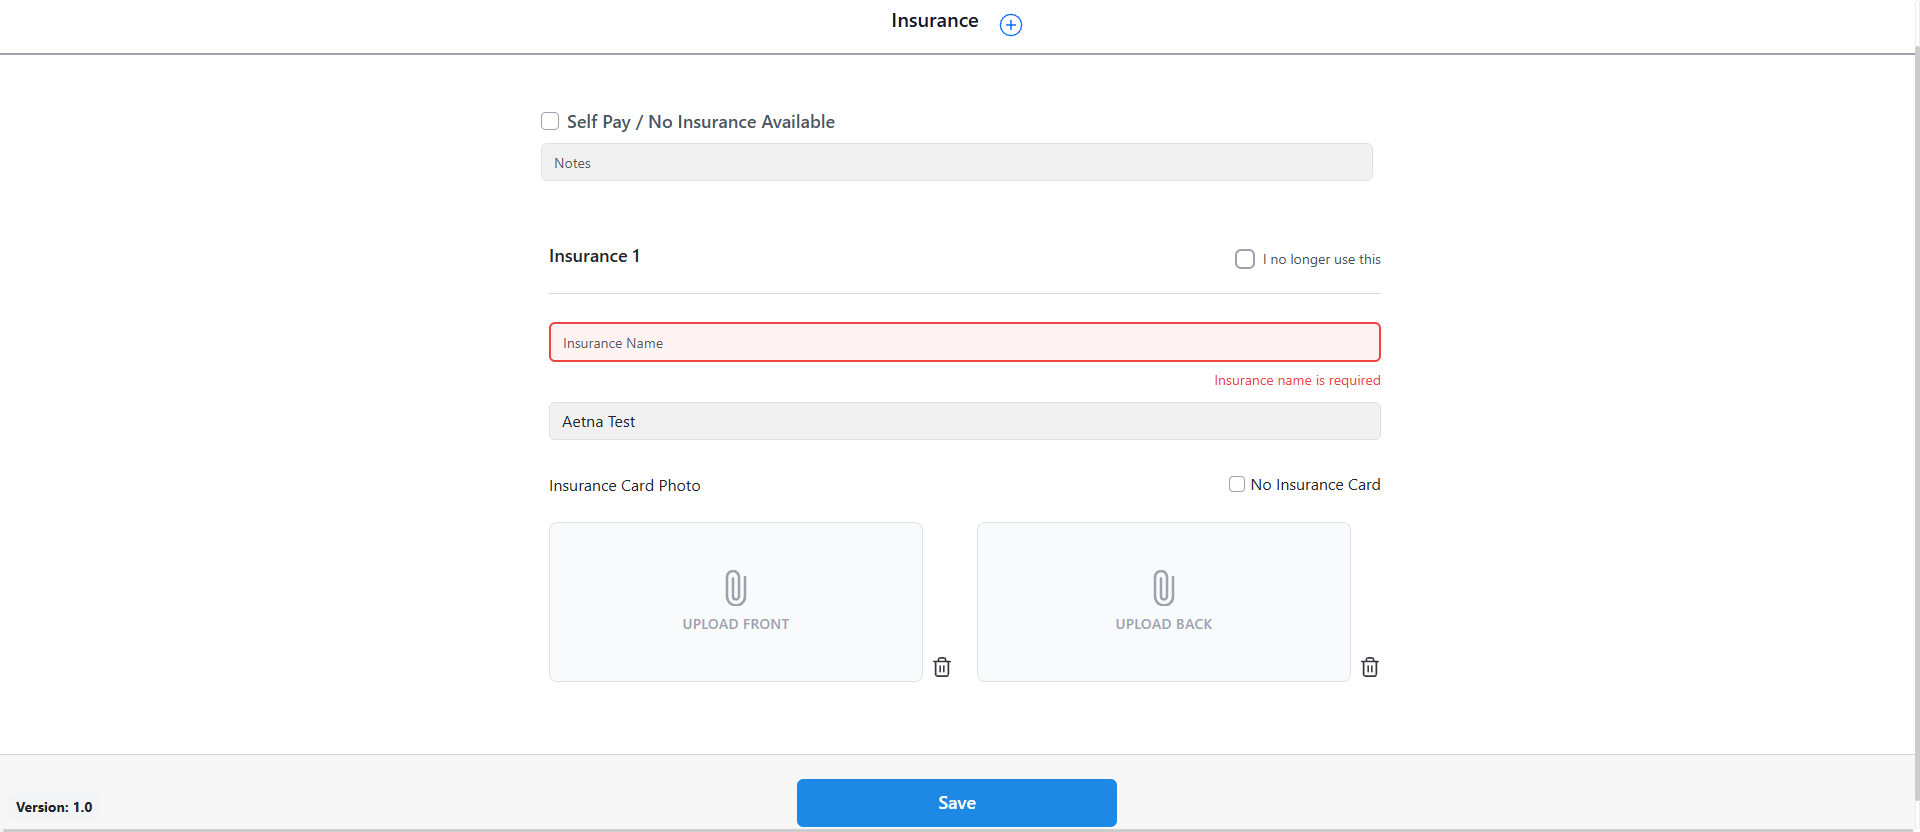 Insurance
Self Pay / No Insurance Available
Notes
Insurance 1
I no longer use this
Insurance Name
Insurance name is required
Aetna Test
Insurance Card Photo
No Insurance Card
UPLOAD FRONT
UPLOAD BACK
Version: 1.0
Save